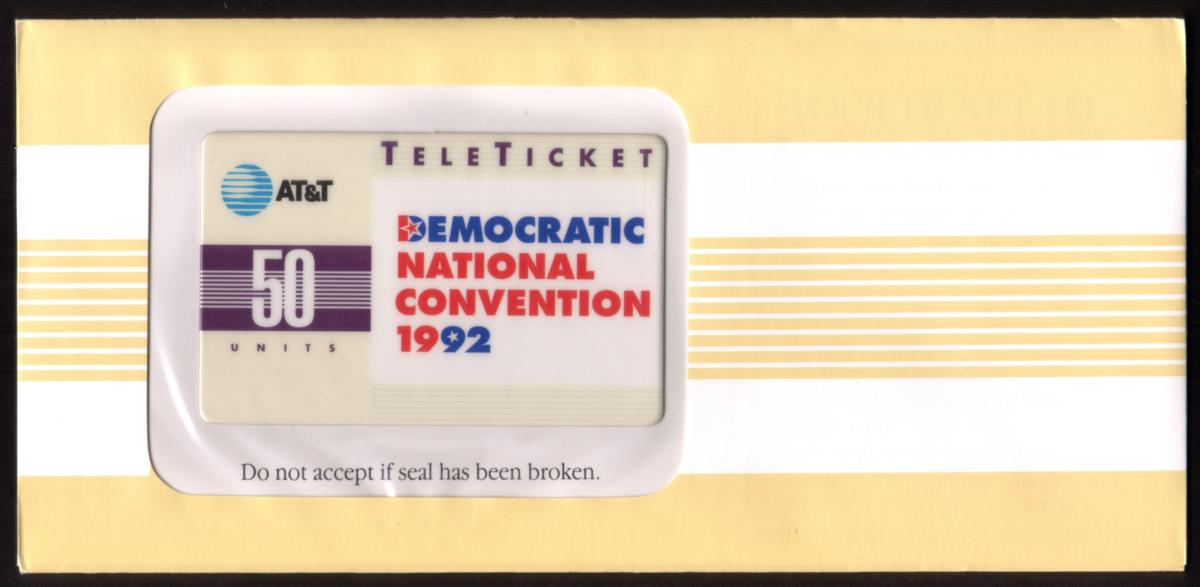 TELETICKET
AT&T
DEMOCRATIC
NATIONAL
CONVENTION
1992
50
UNITS
Do not accept if seal has been broken.